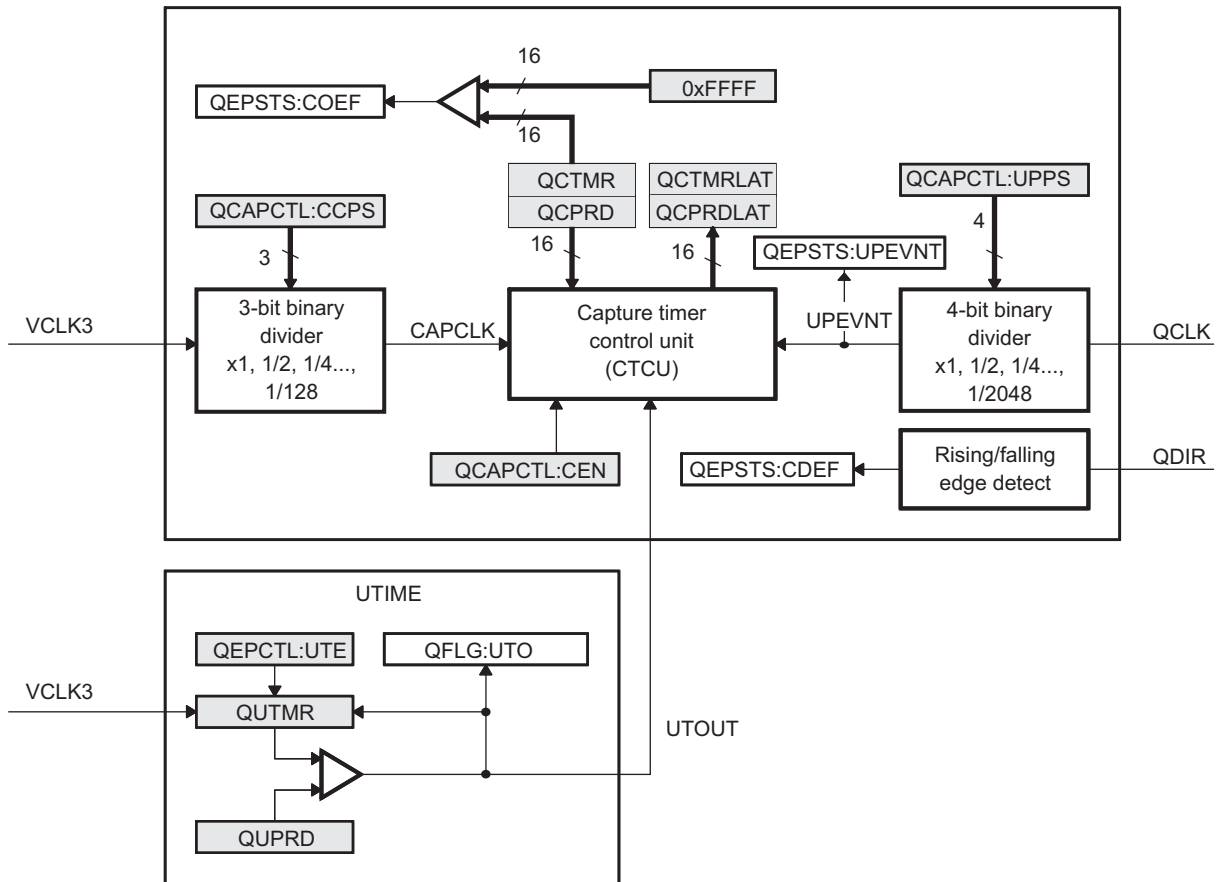 16
0xFFFF
QEPSTS:COEF
16
QCTMR
QCPRD
QCTMRLAT
QCPRDLAT
QCAPCTL:UPPS
QCAPCTL:CCPS
3
16
16
4
QEPSTS:UPEVNT
VCLK3
3-bit binary
divider
x1, 1/2, 1/4...,
1/128
CAPCLK
Capture timer
control unit
(CTCU)
UPEVNT
4-bit binary
divider
x1, 1/2, 1/4...,
1/2048
QCLK
QCAPCTL:CEN
QEPSTS:CDEF
Rising/falling
edge detect
QDIR
UTIME
QEPCTL:UTE
QFLG:UTO
VCLK3
QUTMR
UTOUT
QUPRD